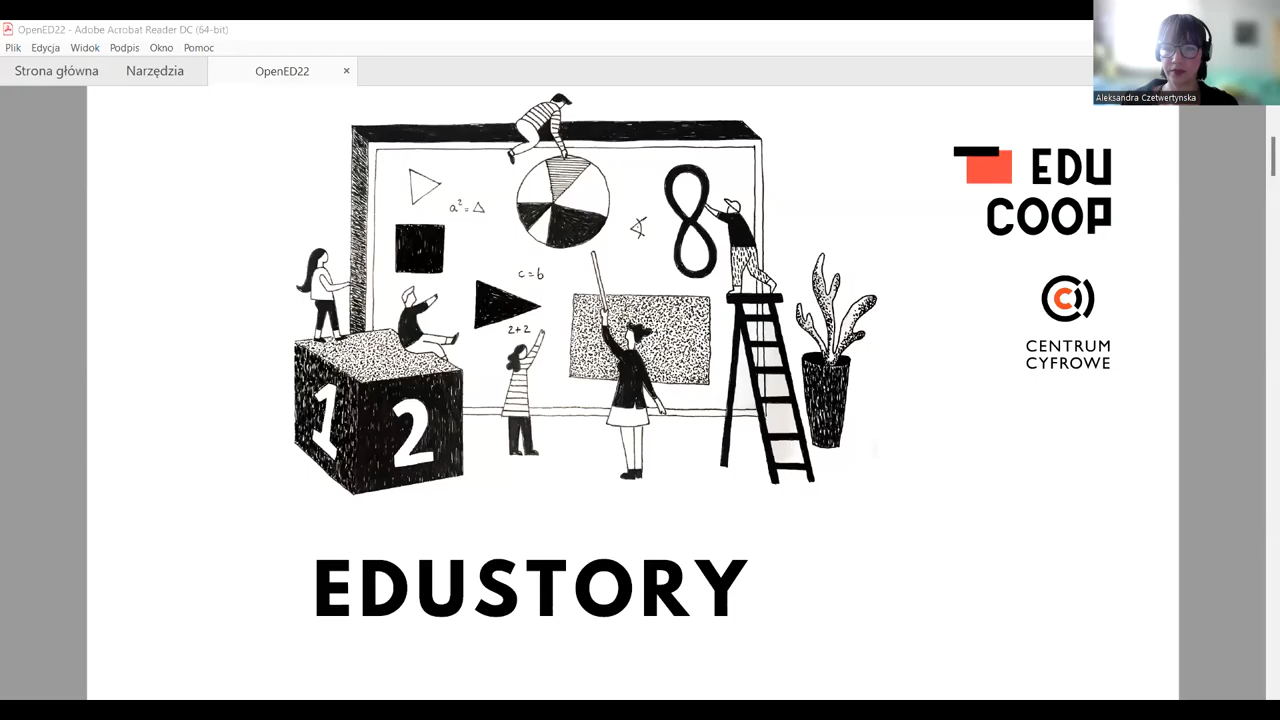 OpenED22 - Adobe Acrobat Reader DC (64-bit)
Plik Edycja Widok Podpis Okno Pomoc
Strona główna Narzędzia OpenED22 ×
Aleksandra Czetwertynska
EDU
COOP
CENTRUM
CYFROWE
a² = Δ
8
c = b
2+2
1 2
EDUSTORY